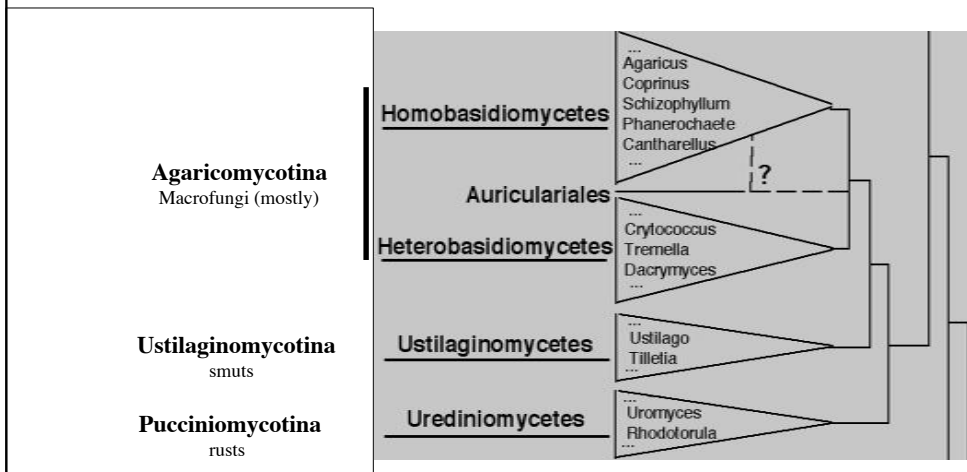 ...
Agaricus
Coprinus
Homobasidiomycetes
Schizophyllum
Phanerochaete
Cantharellus
...
?
Agaricomycotina
Macrofungi (mostly)
Auriculariales
...
Crytococcus
Heterobasidiomycetes
Tremella
Dacrymyces
...
Ustilaginomycotina
smuts
Ustilaginomycetes
...
Ustilago
Tilletia
...
Pucciniomycotina
rusts
Urediniomycetes
...
Uromyces
Rhodotorula
...